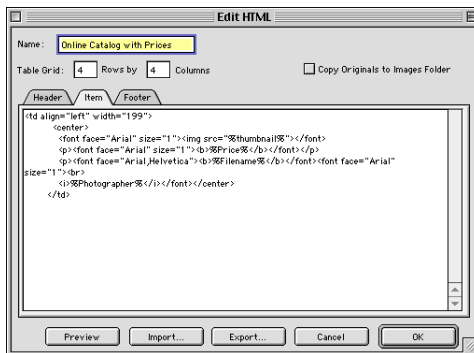 Edit HTML
Name: Online Catalog with Prices
Table Grid: 4 Rows by 4 Columns Copy Originals to Images Folder
Header Item Footer
<td align="left" width="199">
<center>
<font face="Arial" size="1"><img src="%thumbnail%"></font>
<p><font face="Arial" size="1"><b>%Price%</b></font></p>
<p><font face="Arial,Helvetica"><b>%Filename%</b></font><font face="Arial"
size="1"><br>
<i>%Photographer%</i></font></center>
</td>
Preview Import... Export... Cancel OK